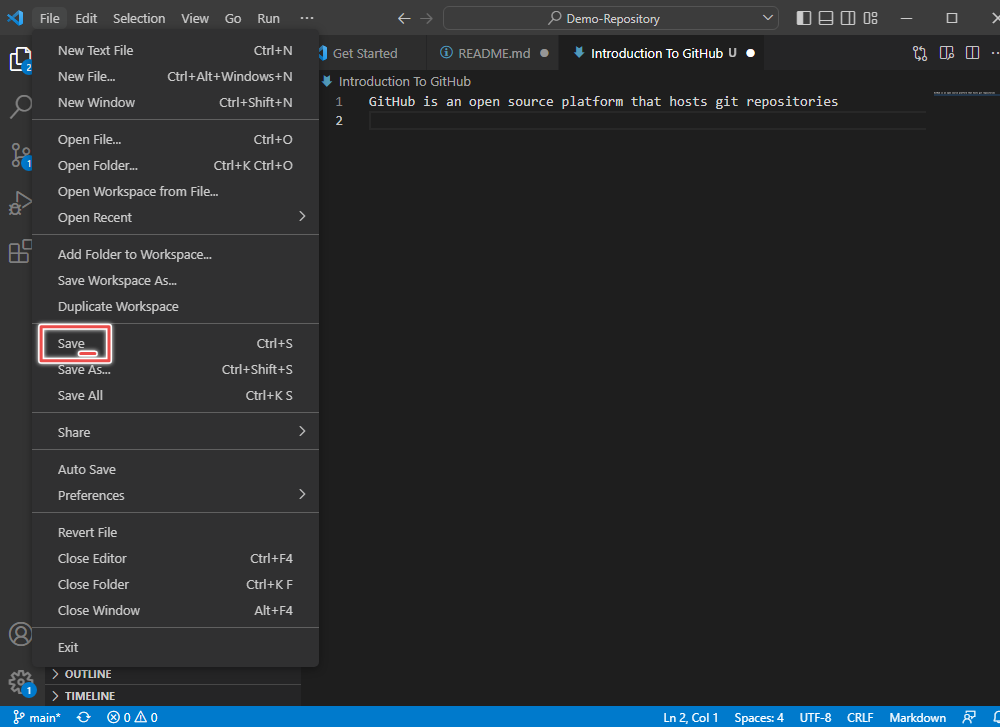 File Edit Selection View Go Run ··· Demo-Repository
Get Started README.md Introduction To GitHub U
Introduction To GitHub
1 GitHub is an open source platform that hosts git repositories
2
New Text File Ctrl+N
New File... Ctrl+Alt+Windows+N
New Window Ctrl+Shift+N
Open File... Ctrl+O
Open Folder... Ctrl+K Ctrl+O
Open Workspace from File...
Open Recent
Add Folder to Workspace...
Save Workspace As...
Duplicate Workspace
Save Ctrl+S
Save As... Ctrl+Shift+S
Save All Ctrl+K S
Share
Auto Save
Preferences
Revert File
Close Editor Ctrl+F4
Close Folder Ctrl+K F
Close Window Alt+F4
Exit
2
1
1
OUTLINE
TIMELINE
main* 0 0 Ln 2, Col 1 Spaces: 4 UTF-8 CRLF Markdown